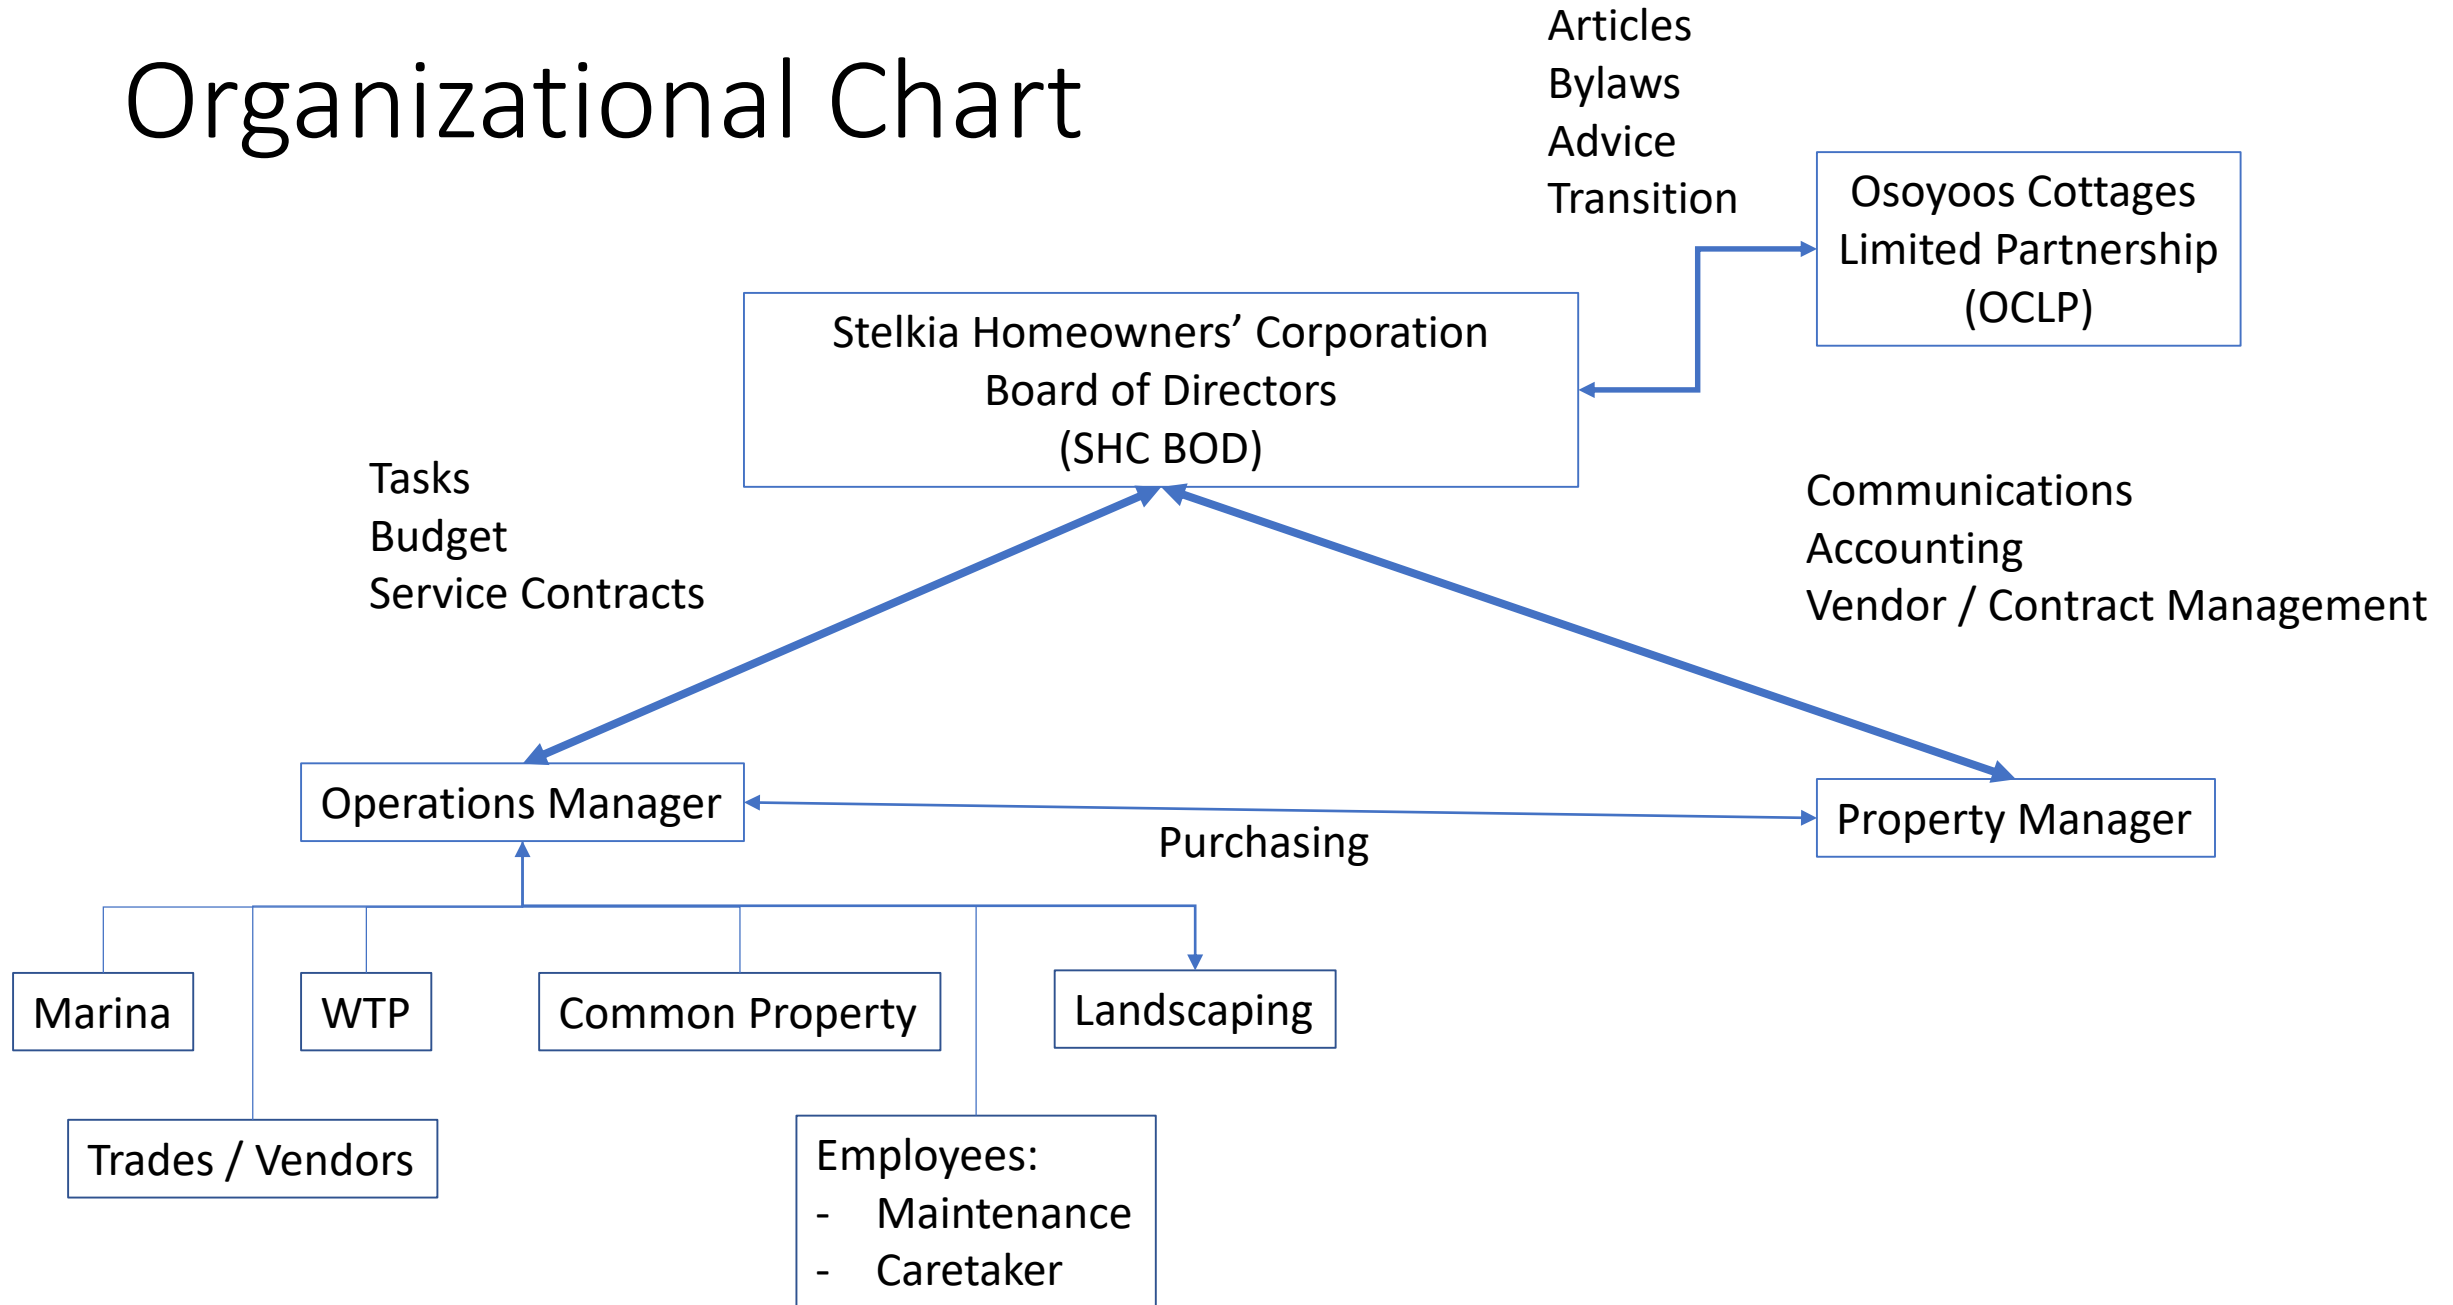 Organizational Chart
Articles
Bylaws
Advice
Transition
Osoyoos Cottages
Limited Partnership
(OCLP)
Stelkia Homeowners’ Corporation
Board of Directors
(SHC BOD)
Tasks
Budget
Service Contracts
Communications
Accounting
Vendor / Contract Management
Operations Manager
Purchasing
Property Manager
Marina
WTP
Common Property
Landscaping
Trades / Vendors
Employees:
- Maintenance
- Caretaker